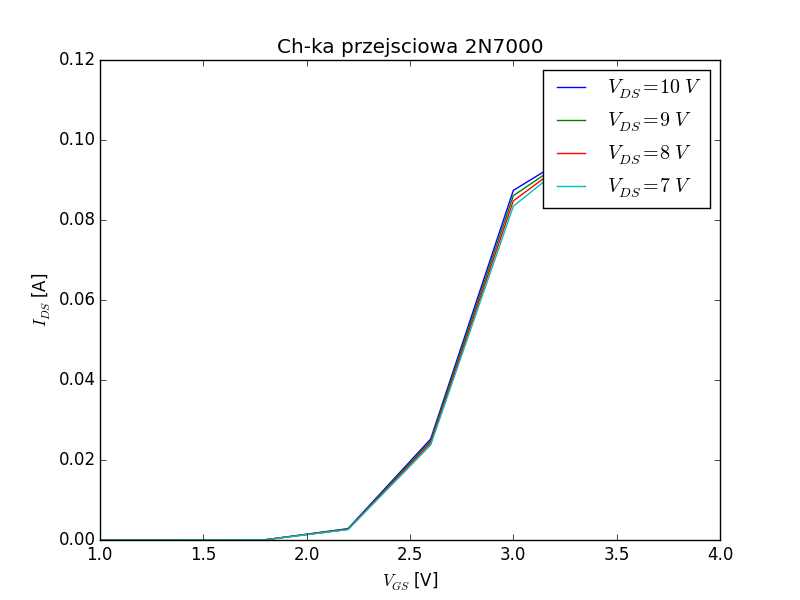 Ch-ka przejsciowa 2N7000
0.12
0.10
0.08
0.06
0.04
0.02
0.00
I_DS [A]
V_DS=10 V
V_DS=9 V
V_DS=8 V
V_DS=7 V
1.0 1.5 2.0 2.5 3.0 3.5 4.0
V_GS [V]